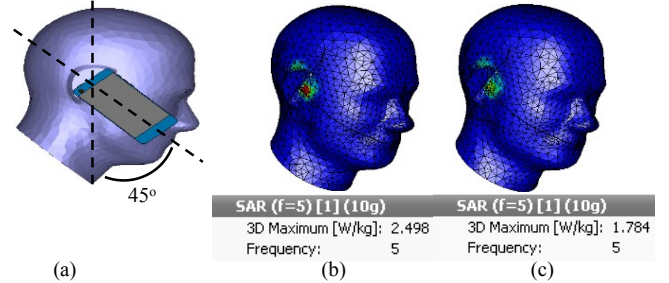 45º
SAR (f=5) [1] (10g)
3D Maximum [W/kg]: 2.498
Frequency: 5
SAR (f=5) [1] (10g)
3D Maximum [W/kg]: 1.784
Frequency: 5
(a)
(b)
(c)